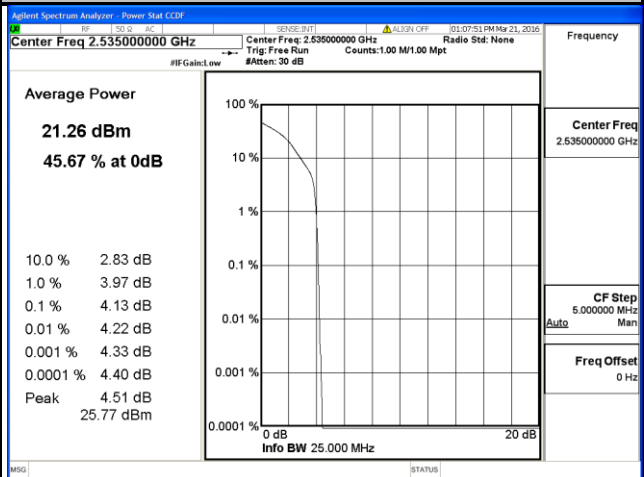 Agilent Spectrum Analyzer - Power Stat CCDF
RF 50 Ω AC SENSE:INT ALIGN OFF 01:07:51 PM Mar 21, 2016
Center Freq 2.535000000 GHz
Center Freq: 2.535000000 GHz Radio Std: None
Trig: Free Run Counts:1.00 M/1.00 Mpt
#IFGain:Low #Atten: 30 dB
Frequency
Average Power
21.26 dBm
45.67 % at 0dB
10.0 % 2.83 dB
1.0 % 3.97 dB
0.1 % 4.13 dB
0.01 % 4.22 dB
0.001 % 4.33 dB
0.0001 % 4.40 dB
Peak 4.51 dB
25.77 dBm
100 %
10 %
1 %
0.1 %
0.01 %
0.001 %
0.0001 %
0 dB 20 dB
Info BW 25.000 MHz
Center Freq
2.535000000 GHz
CF Step
5.000000 MHz
Auto Man
Freq Offset
0 Hz
MSG STATUS